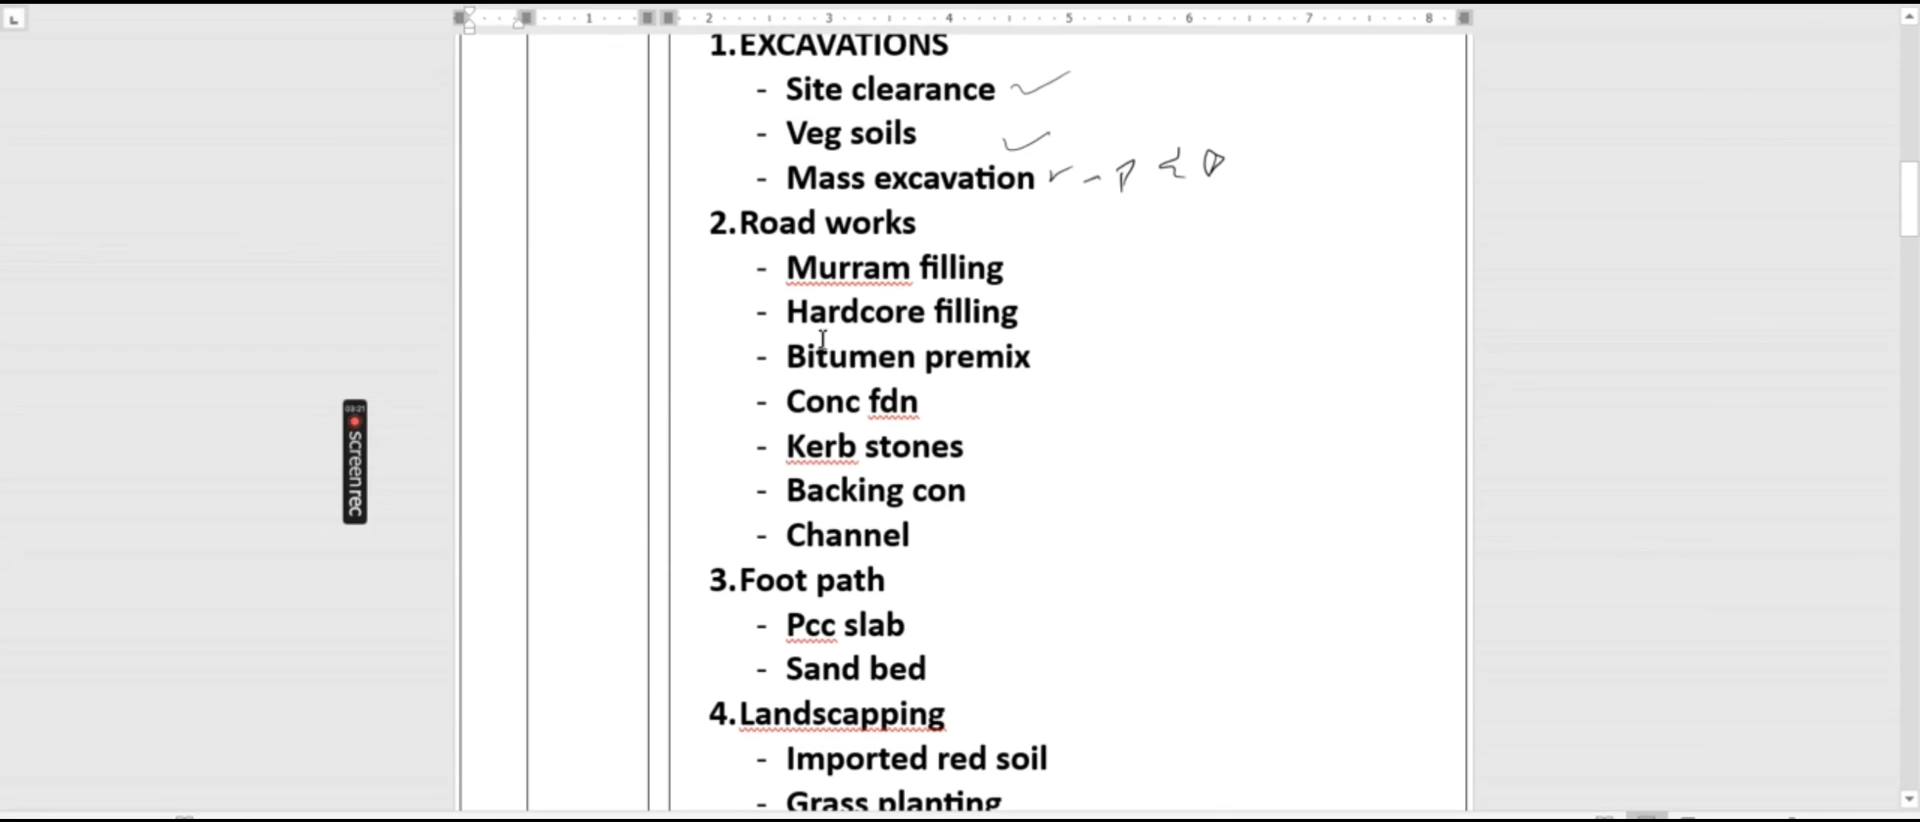 1 2 3 4 5 6 7 8
1.EXCAVATIONS
- Site clearance
- Veg soils
- Mass excavation
2.Road works
- Murram filling
- Hardcore filling
- Bitumen premix
- Conc fdn
- Kerb stones
- Backing con
- Channel
3.Foot path
- Pcc slab
- Sand bed
4.Landscapping
- Imported red soil
- Grass planting
03:21
screenrec